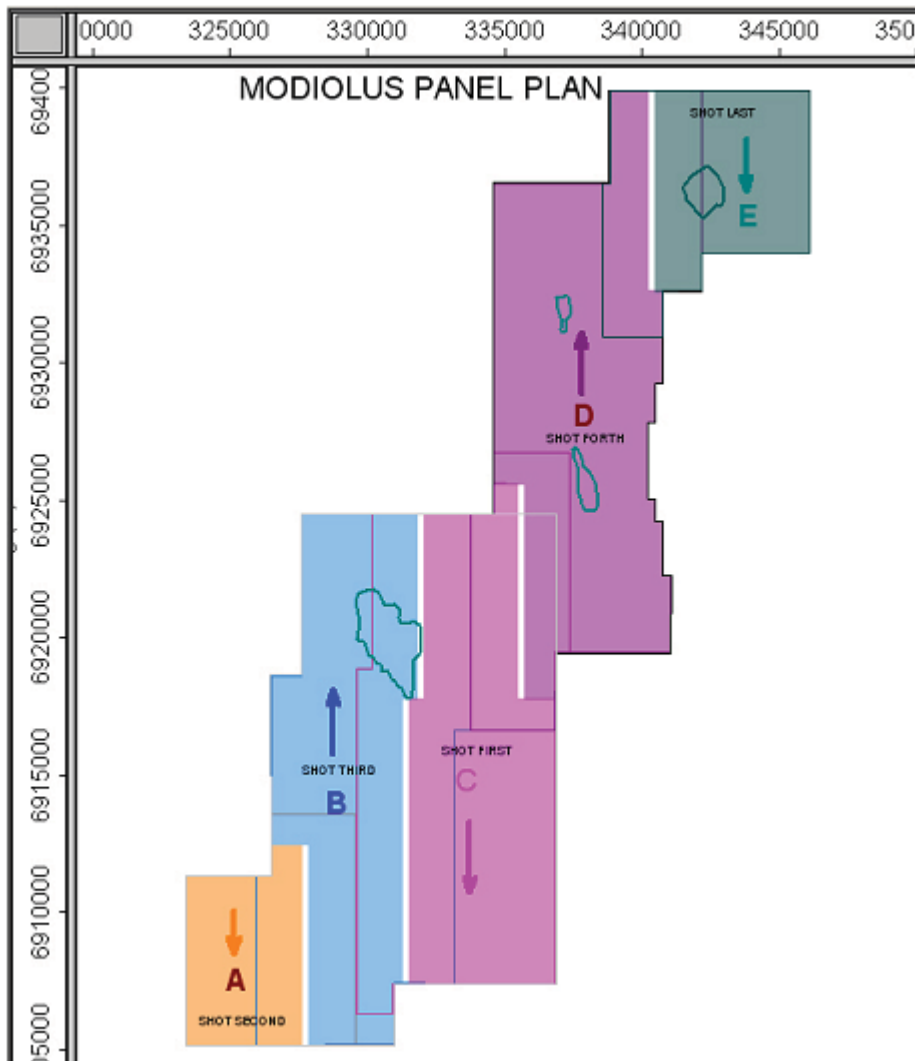 0000 325000 330000 335000 340000 345000 350
MODIOLUS PANEL PLAN
69400
6935000
6930000
6925000
6920000
6915000
6910000
05000
SHOT LAST
E
D
SHOT FORTH
SHOT FIRST
C
SHOT THIRD
B
A
SHOT SECOND